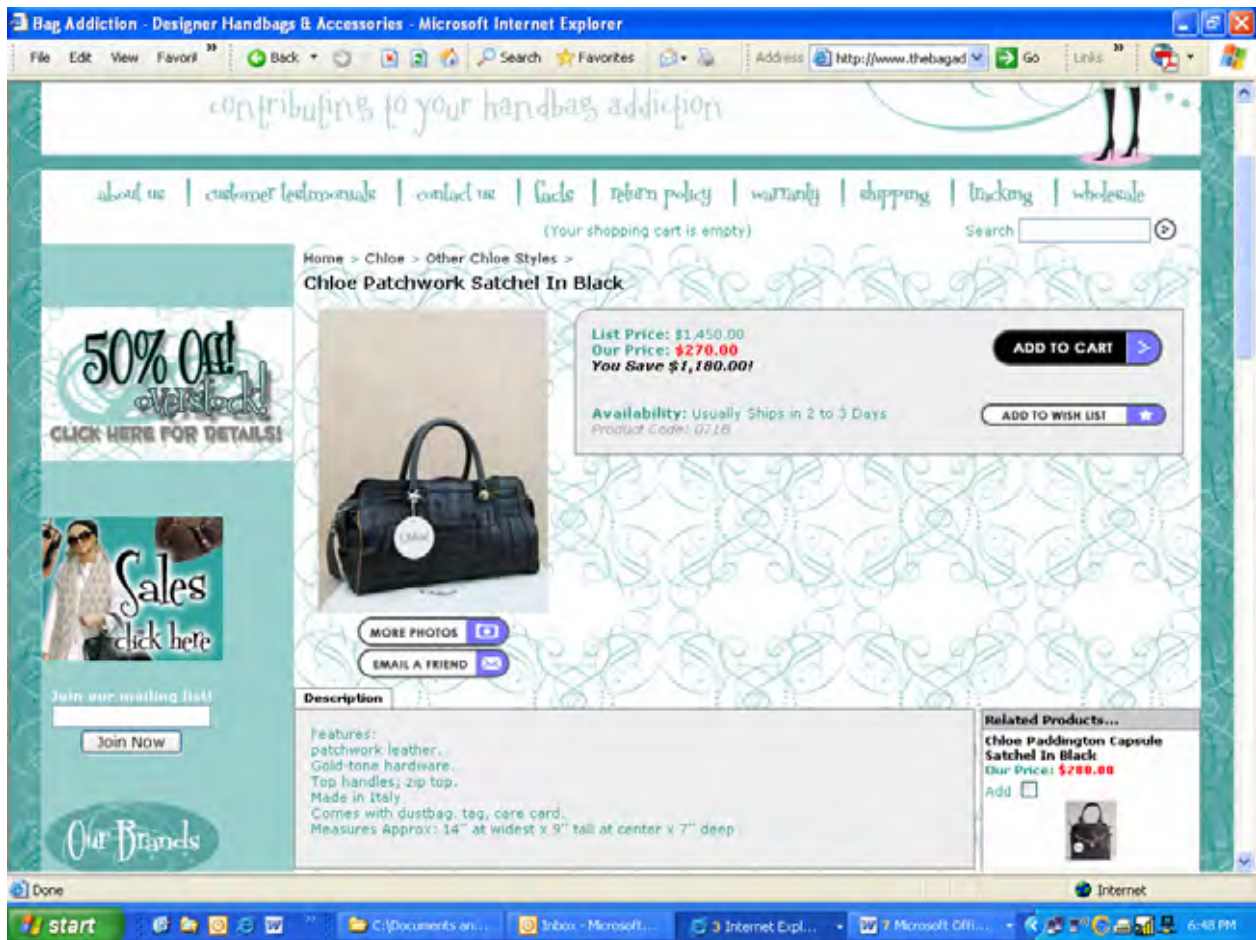 Bag Addiction - Designer Handbags & Accessories - Microsoft Internet Explorer
File Edit View Favorit » Back Search Favorites Address http://www.thebagad Go Links »
contributing to your handbag addiction
about us | customer testimonials | contact us | facts | return policy | warranty | shipping | tracking | wholesale
(Your shopping cart is empty) Search
Home > Chloe > Other Chloe Styles >
Chloe Patchwork Satchel In Black
50% Off!
overstock!
CLICK HERE FOR DETAILS!
List Price: $1,450.00
Our Price: $270.00
You Save $1,180.00!
ADD TO CART
Availability: Usually Ships in 2 to 3 Days
Product Code: 0718
ADD TO WISH LIST
Chloé
Sales
click here
MORE PHOTOS
EMAIL A FRIEND
Join our mailing list!
Join Now
Our Brands
Description
Features:
patchwork leather.
Gold-tone hardware.
Top handles; zip top.
Made in Italy
Comes with dustbag, tag, care card.
Measures Approx: 14" at widest x 9" tall at center x 7" deep
Related Products...
Chloe Paddington Capsule
Satchel In Black
Our Price: $280.00
Add
Done Internet
start » C:\Documents an... Inbox - Microsoft... 3 Internet Expl... 7 Microsoft Offi... 6:48 PM